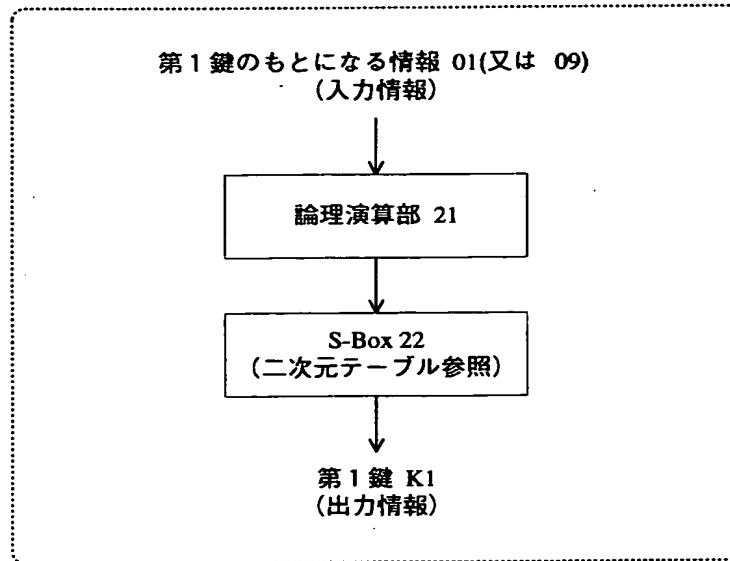 第1鍵のもとになる情報 01(又は 09)
(入力情報)
論理演算部 21
S-Box 22
(二次元テーブル参照)
第1鍵 K1
(出力情報)